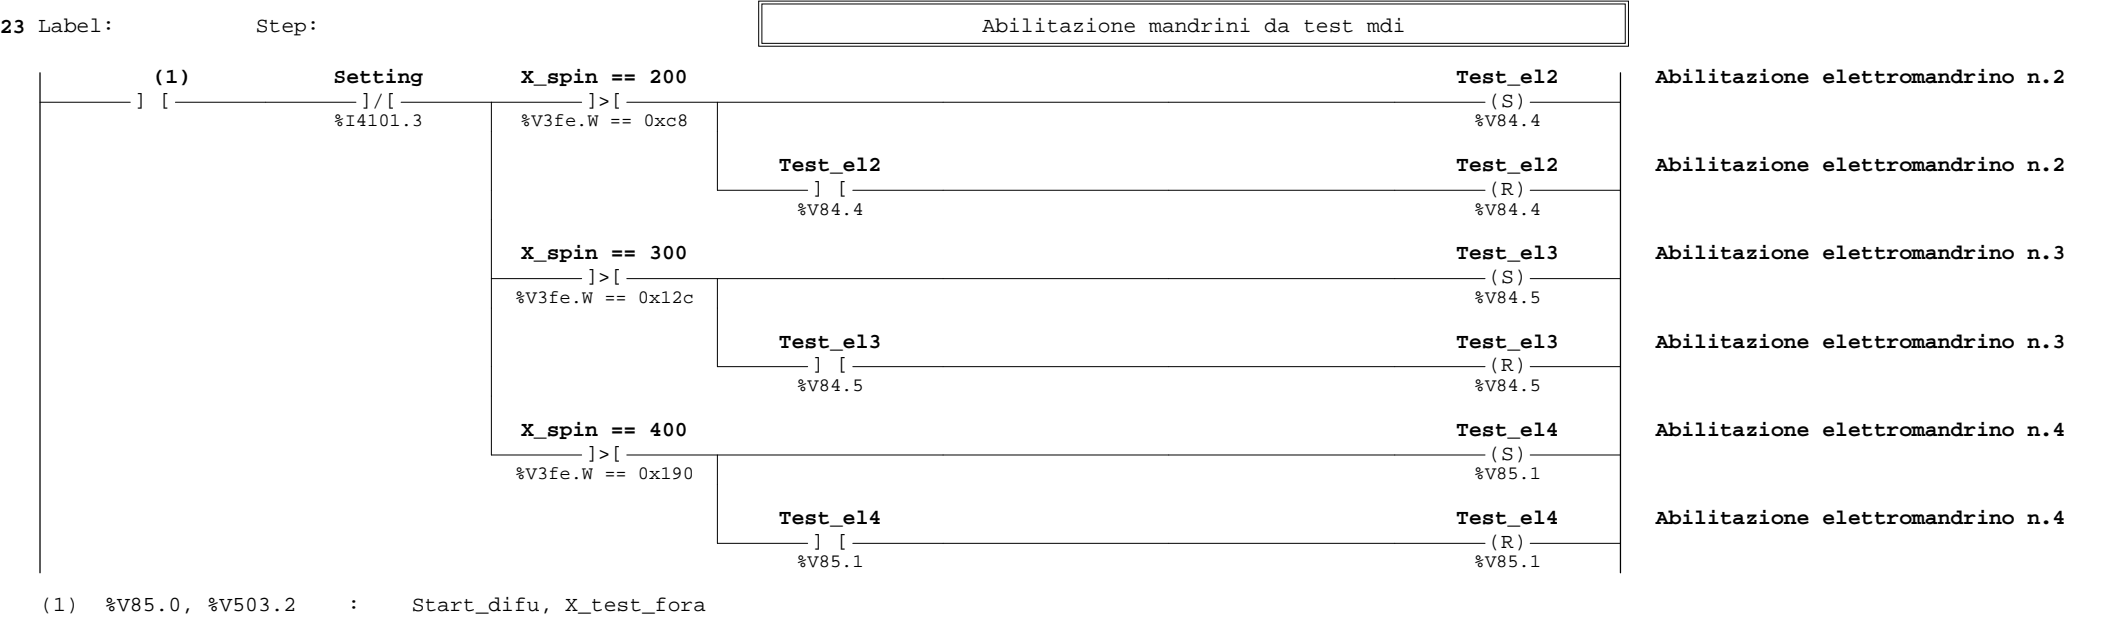 23 Label: Step: Abilitazione mandrini da test mdi
(1) Setting X_spin == 200 Test_el2 Abilitazione elettromandrino n.2
] [ ]/[ ]>[ (S)
%I4101.3 %V3fe.W == 0xc8 %V84.4
Test_el2 Test_el2 Abilitazione elettromandrino n.2
] [ (R)
%V84.4 %V84.4
X_spin == 300 Test_el3 Abilitazione elettromandrino n.3
]>[ (S)
%V3fe.W == 0x12c %V84.5
Test_el3 Test_el3 Abilitazione elettromandrino n.3
] [ (R)
%V84.5 %V84.5
X_spin == 400 Test_el4 Abilitazione elettromandrino n.4
]>[ (S)
%V3fe.W == 0x190 %V85.1
Test_el4 Test_el4 Abilitazione elettromandrino n.4
] [ (R)
%V85.1 %V85.1
(1) %V85.0, %V503.2 : Start_difu, X_test_fora